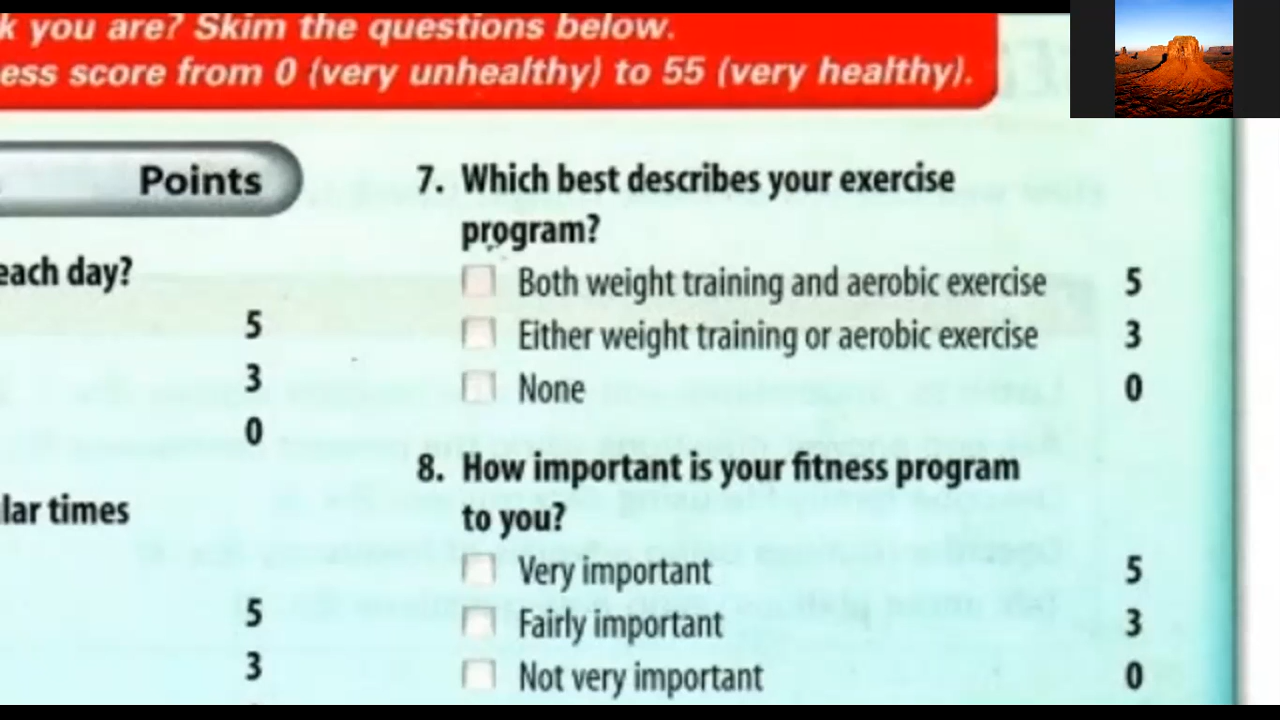 k you are? Skim the questions below.
ess score from 0 (very unhealthy) to 55 (very healthy).
Points
each day?
5
3
0
lar times
5
3
7. Which best describes your exercise
program?
Both weight training and aerobic exercise 5
Either weight training or aerobic exercise 3
None 0
8. How important is your fitness program
to you?
Very important 5
Fairly important 3
Not very important 0